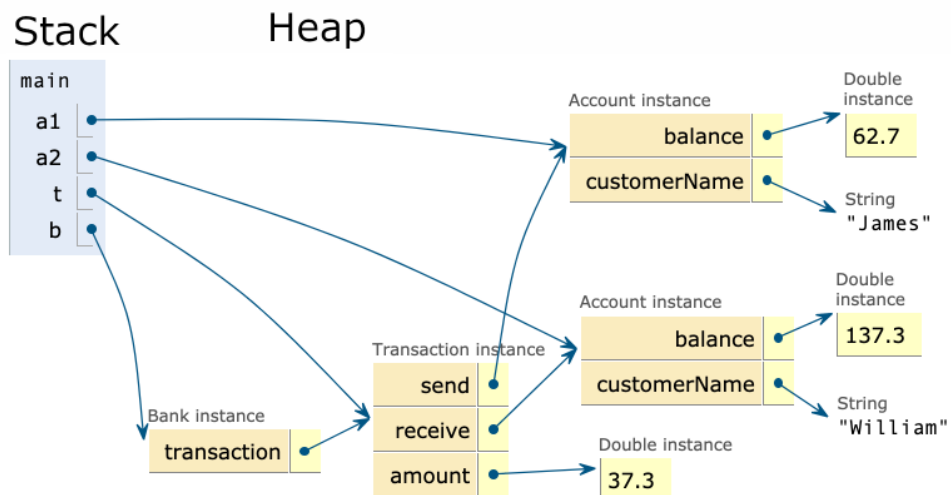 Stack
Heap
main
a1
a2
t
b
Account instance
balance
customerName
Double
instance
62.7
String
"James"
Account instance
balance
customerName
Double
instance
137.3
String
"William"
Transaction instance
send
receive
amount
Double instance
37.3
Bank instance
transaction